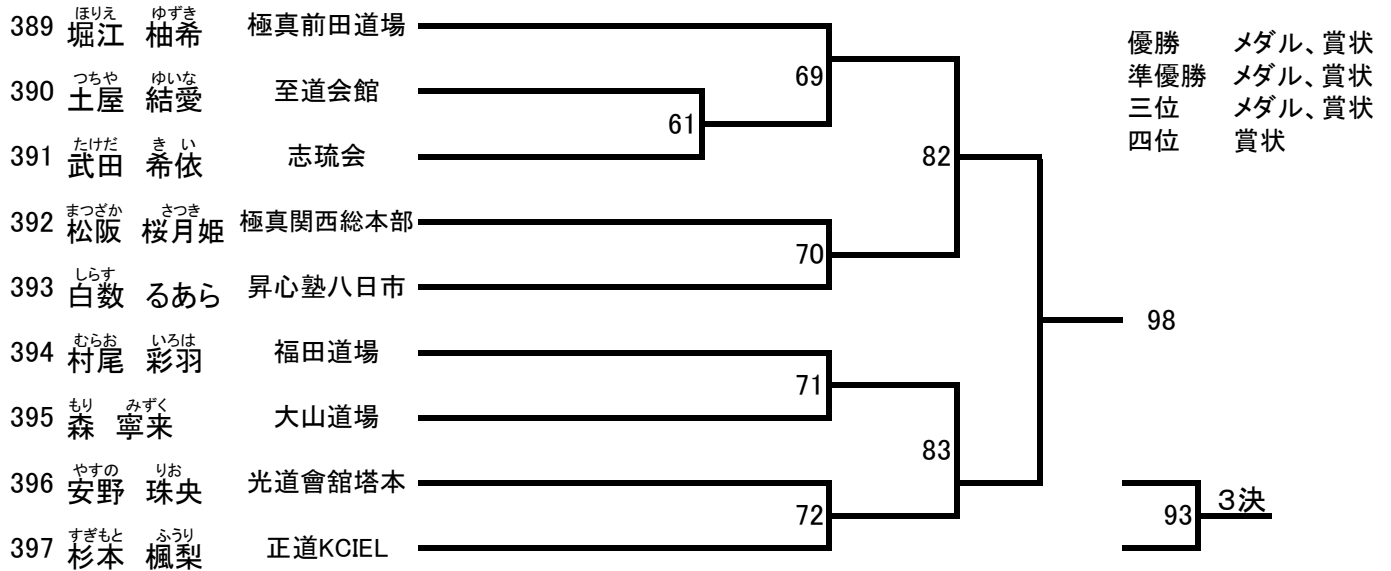 ほりえ ゆずき
389 堀江 柚希 極真前田道場
つちや ゆいな
390 土屋 結愛 至道会館
たけだ きい
391 武田 希依 志琉会
まつざか さつき
392 松阪 桜月姫 極真関西総本部
しらす
393 白数 るあら 昇心塾八日市
むらお いろは
394 村尾 彩羽 福田道場
もり みずく
395 森 寧来 大山道場
やすの りお
396 安野 珠央 光道會舘塔本
すぎもと ふうり
397 杉本 楓梨 正道KCIEL
61
69
70
71
72
82
83
98
93 3決
優勝 メダル、賞状
準優勝 メダル、賞状
三位 メダル、賞状
四位 賞状